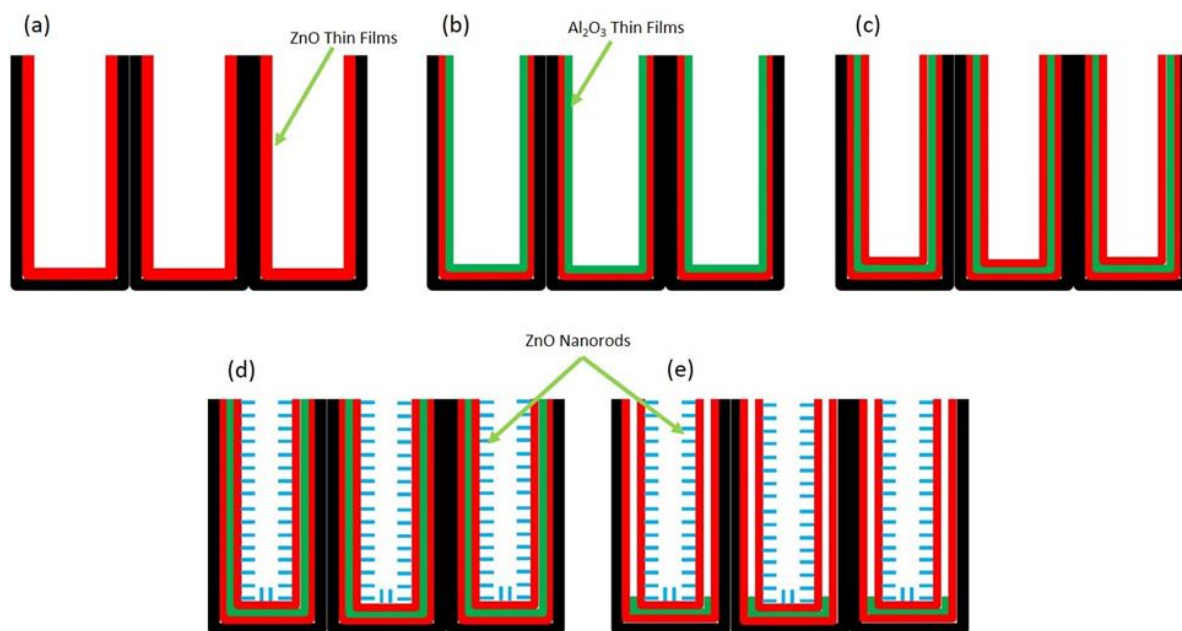 (a)
ZnO Thin Films
(b)
Al₂O₃ Thin Films
(c)
(d)
ZnO Nanorods
(e)